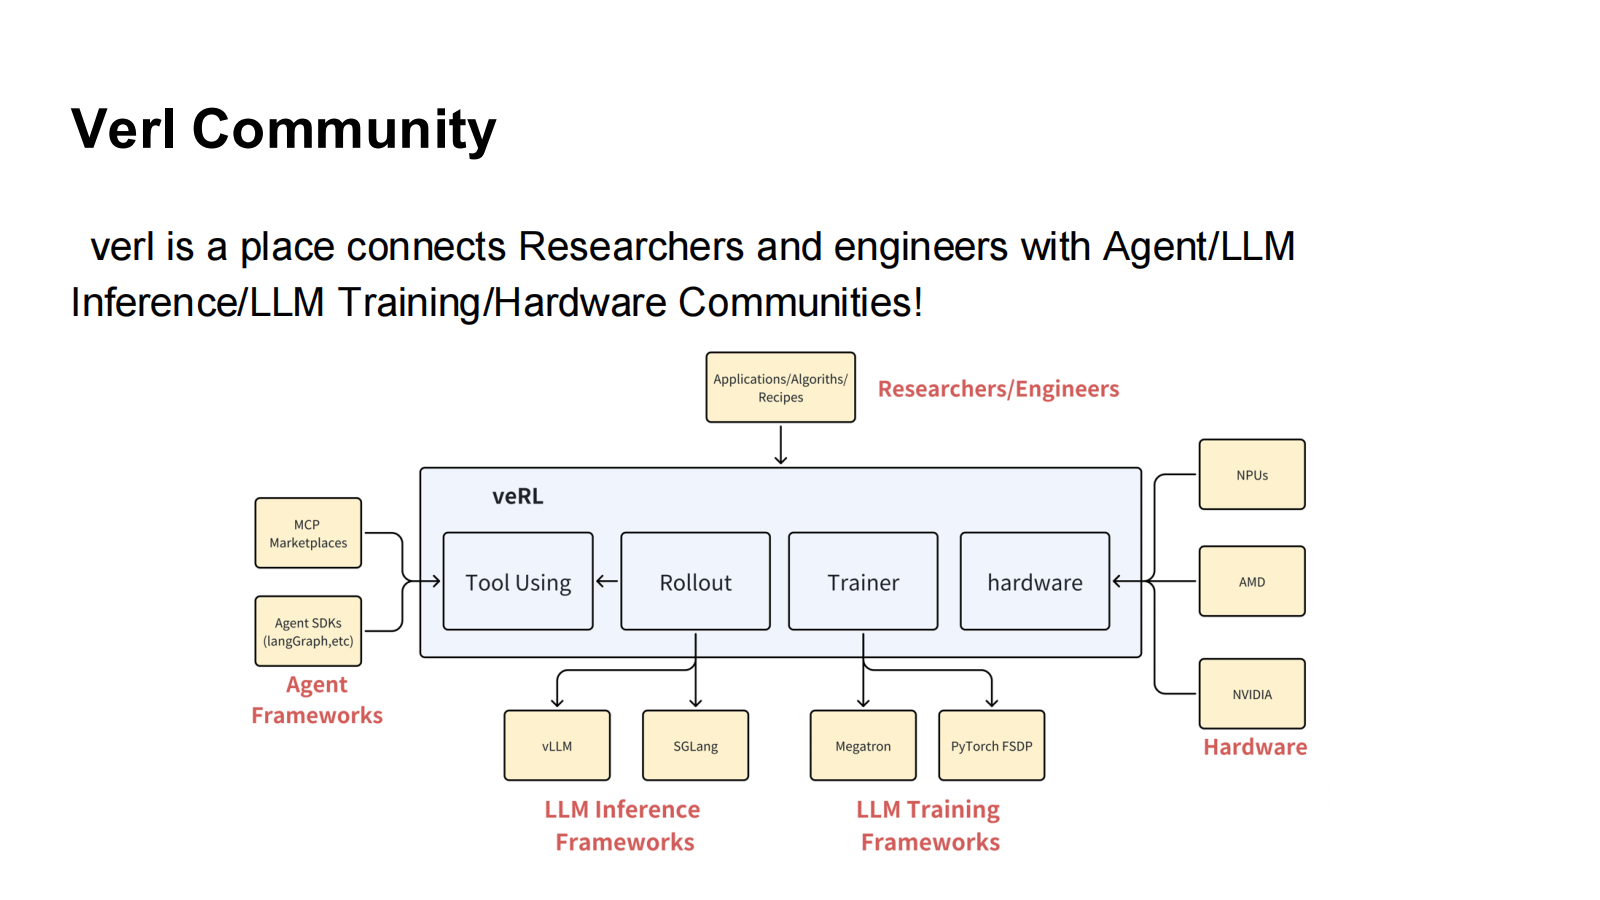 Verl Community
verl is a place connects Researchers and engineers with Agent/LLM
Inference/LLM Training/Hardware Communities!
Applications/Algoriths/
Recipes
Researchers/Engineers
veRL
MCP
Marketplaces
Agent SDKs
(langGraph,etc)
Agent
Frameworks
Tool Using
Rollout
Trainer
hardware
NPUs
AMD
NVIDIA
Hardware
vLLM
SGLang
Megatron
PyTorch FSDP
LLM Inference
Frameworks
LLM Training
Frameworks